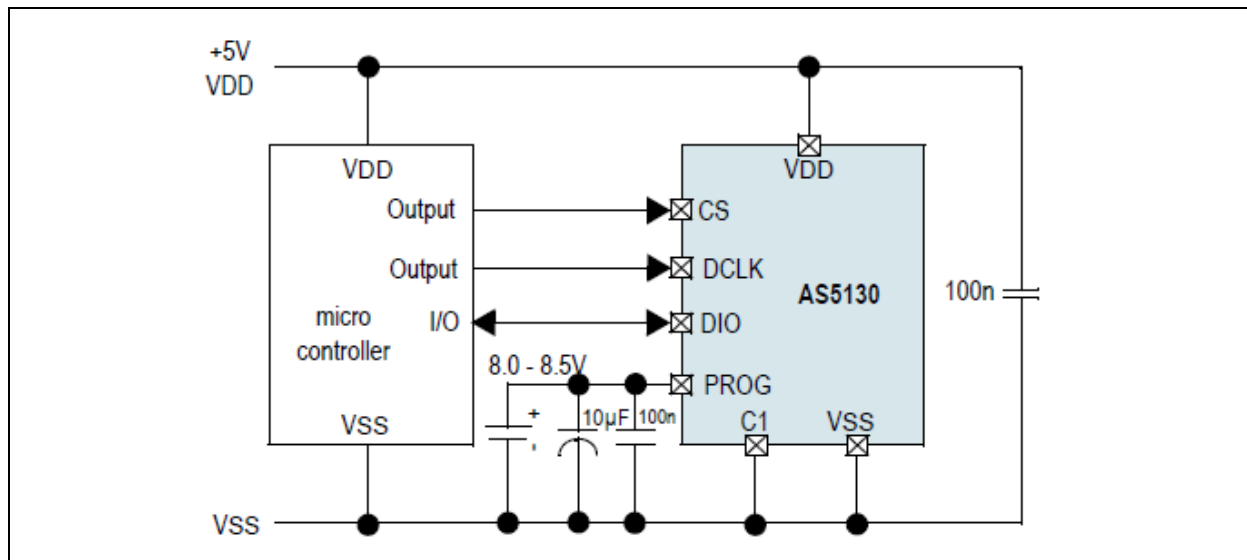 +5V
VDD
VDD
VDD
Output
CS
Output
DCLK
AS5130
100n
micro
controller
I/O
DIO
8.0 - 8.5V
PROG
+
-
10µF
100n
C1
VSS
VSS
VSS